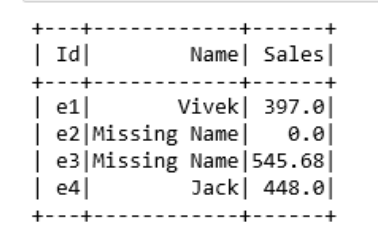 +---+------------+------+
| Id|        Name| Sales|
+---+------------+------+
| e1|       Vivek| 397.0|
| e2|Missing Name|   0.0|
| e3|Missing Name|545.68|
| e4|        Jack| 448.0|
+---+------------+------+